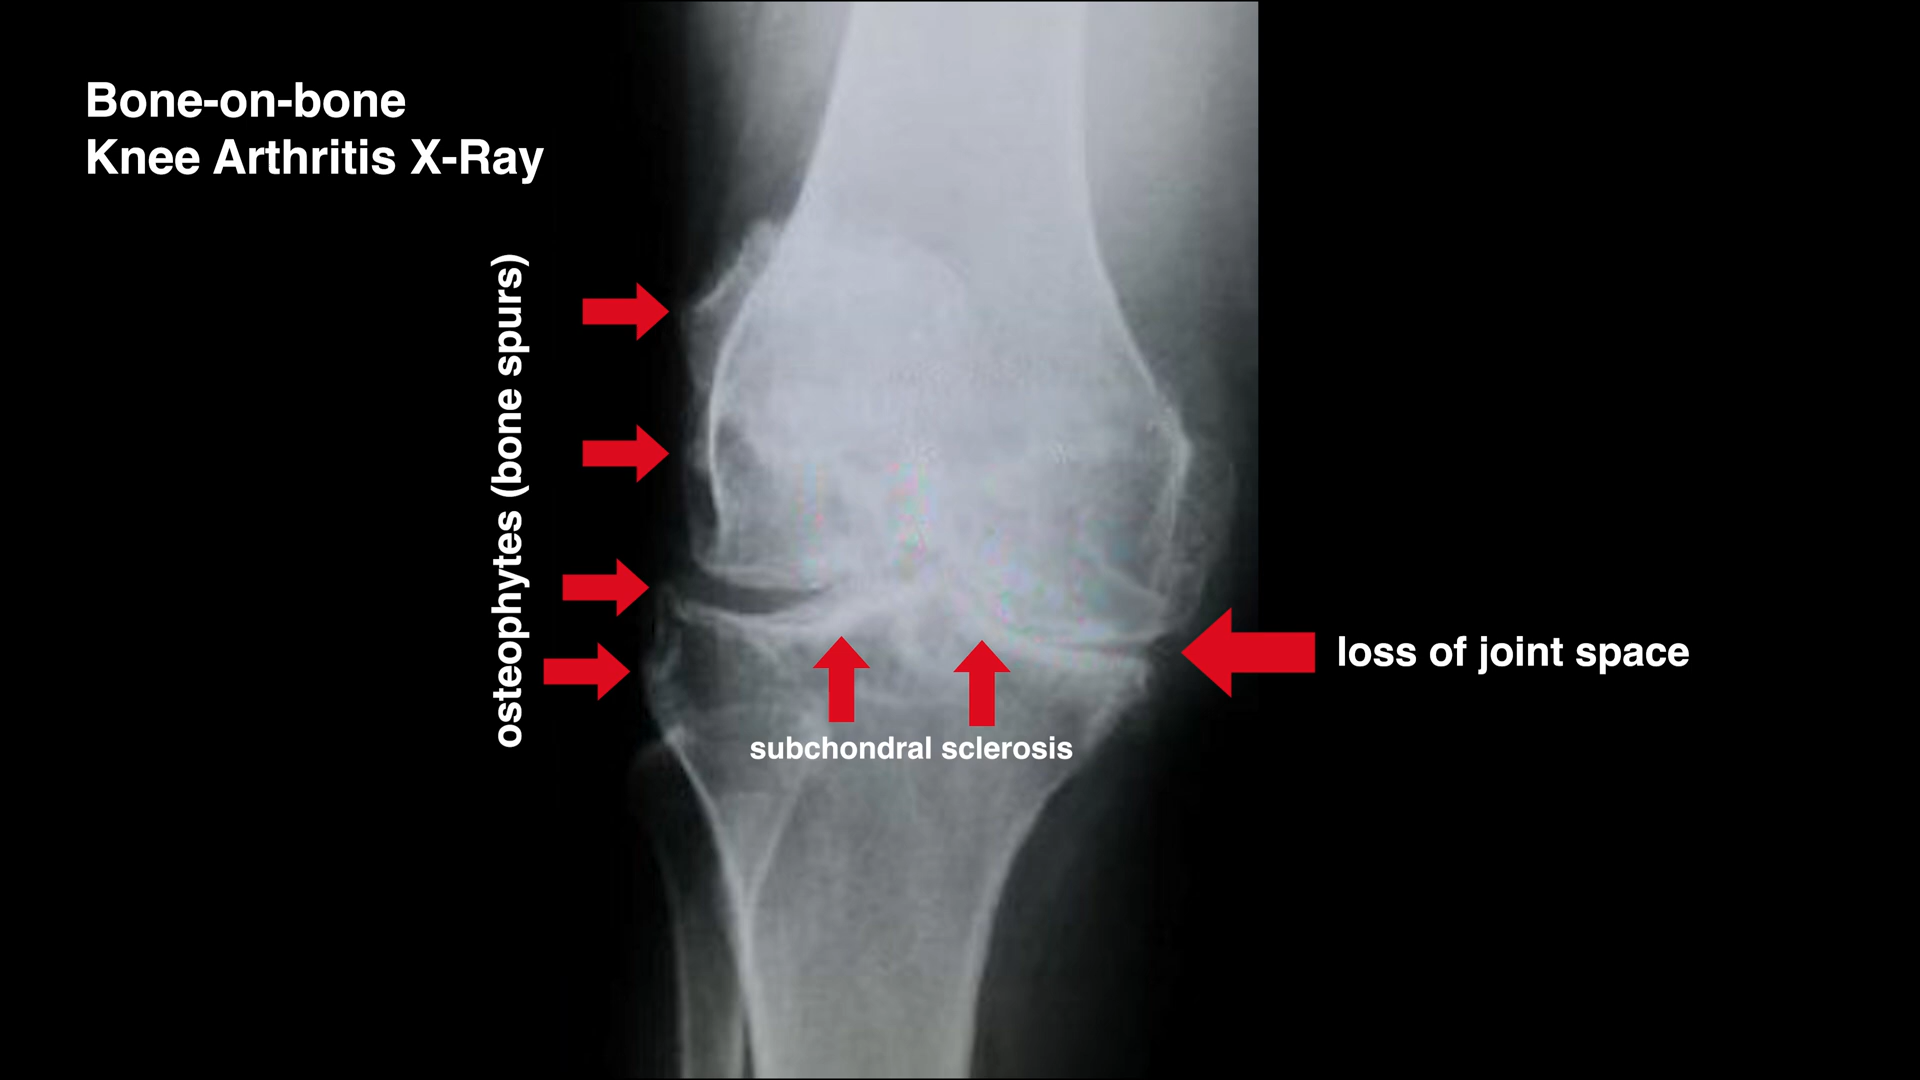 Bone-on-bone
Knee Arthritis X-Ray
osteophytes (bone spurs)
loss of joint space
subchondral sclerosis